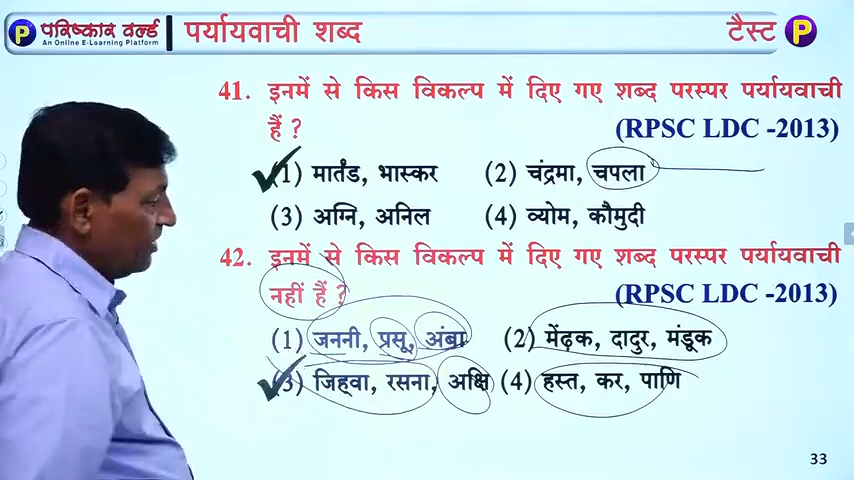 परिष्कार वर्ल्ड
An Online E-Learning Platform
पर्यायवाची शब्द
टैस्ट P
41. इनमें से किस विकल्प में दिए गए शब्द परस्पर पर्यायवाची
हैं ? (RPSC LDC -2013)
(1) मार्तंड, भास्कर (2) चंद्रमा, चपला
(3) अग्नि, अनिल (4) व्योम, कौमुदी
42. इनमें से किस विकल्प में दिए गए शब्द परस्पर पर्यायवाची
नहीं हैं ? (RPSC LDC -2013)
(1) जननी, प्रसू, अंबा (2) मेंढ़क, दादुर, मंडूक
(3) जिह्वा, रसना, अक्षि (4) हस्त, कर, पाणि
33